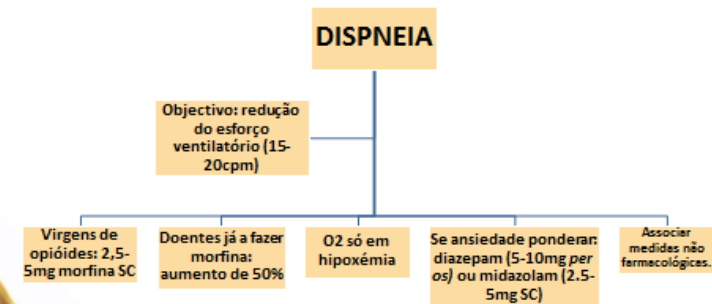 DISPNEIA
Objectivo: redução
do esforço
ventilatório (15-
20cpm)
Virgens de
opióides: 2,5-
5mg morfina SC
Doentes já a fazer
morfina:
aumento de 50%
O2 só em
hipoxémia
Se ansiedade ponderar:
diazepam (5-10mg per
os) ou midazolam (2.5-
5mg SC)
Associar
medidas não
farmacológicas.